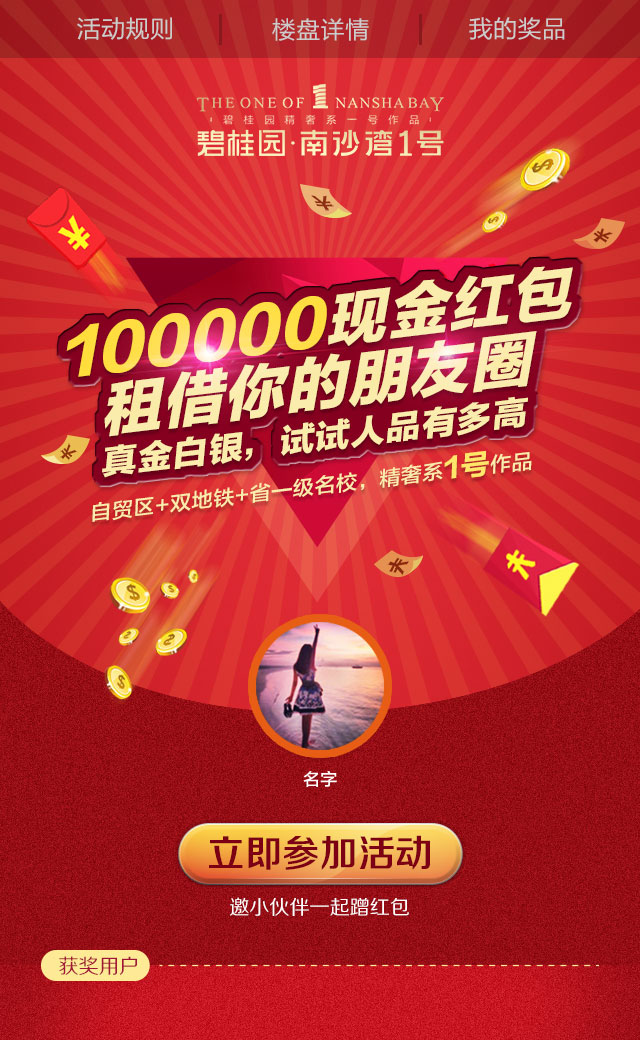 活动规则 楼盘详情 我的奖品
THE ONE OF 1 NANSHA BAY
碧桂园精奢系一号作品
碧桂园·南沙湾1号
100000现金红包
租借你的朋友圈
真金白银，试试人品有多高
自贸区+双地铁+省一级名校，精奢系1号作品
名字
立即参加活动
邀小伙伴一起蹭红包
获奖用户